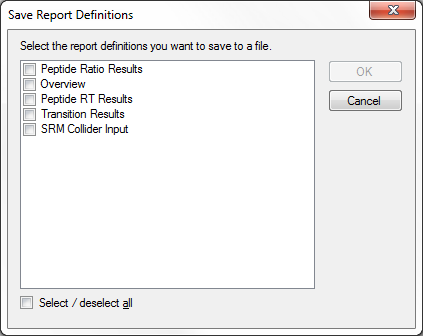 Save Report Definitions
Select the report definitions you want to save to a file.
Peptide Ratio Results
Overview
Peptide RT Results
Transition Results
SRM Collider Input
OK
Cancel
Select / deselect all